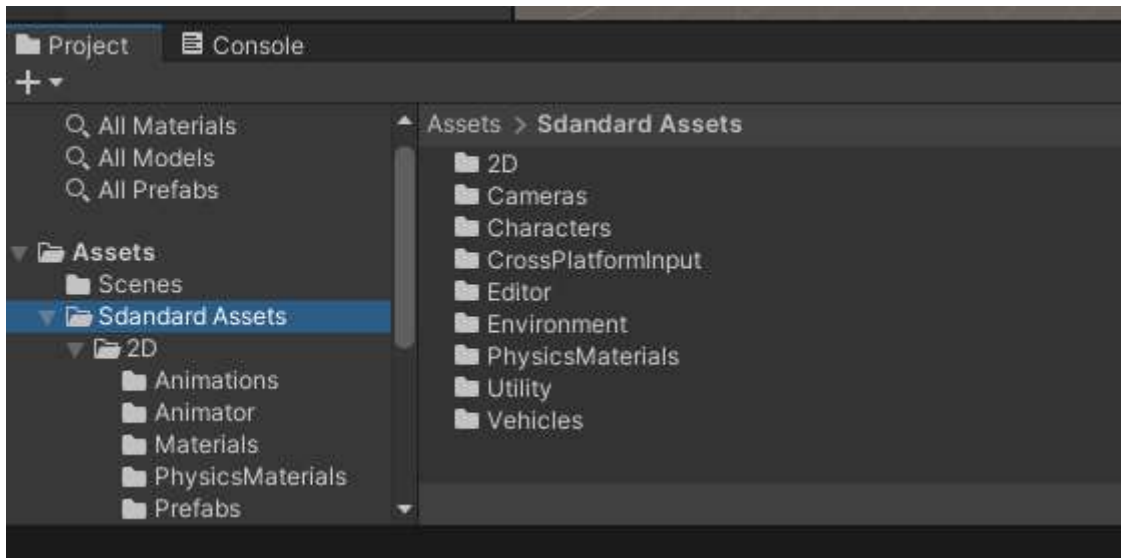 Project
Console
All Materials
All Models
All Prefabs
Assets
Scenes
Sdandard Assets
2D
Animations
Animator
Materials
PhysicsMaterials
Prefabs
Assets > Sdandard Assets
2D
Cameras
Characters
CrossPlatformInput
Editor
Environment
PhysicsMaterials
Utility
Vehicles